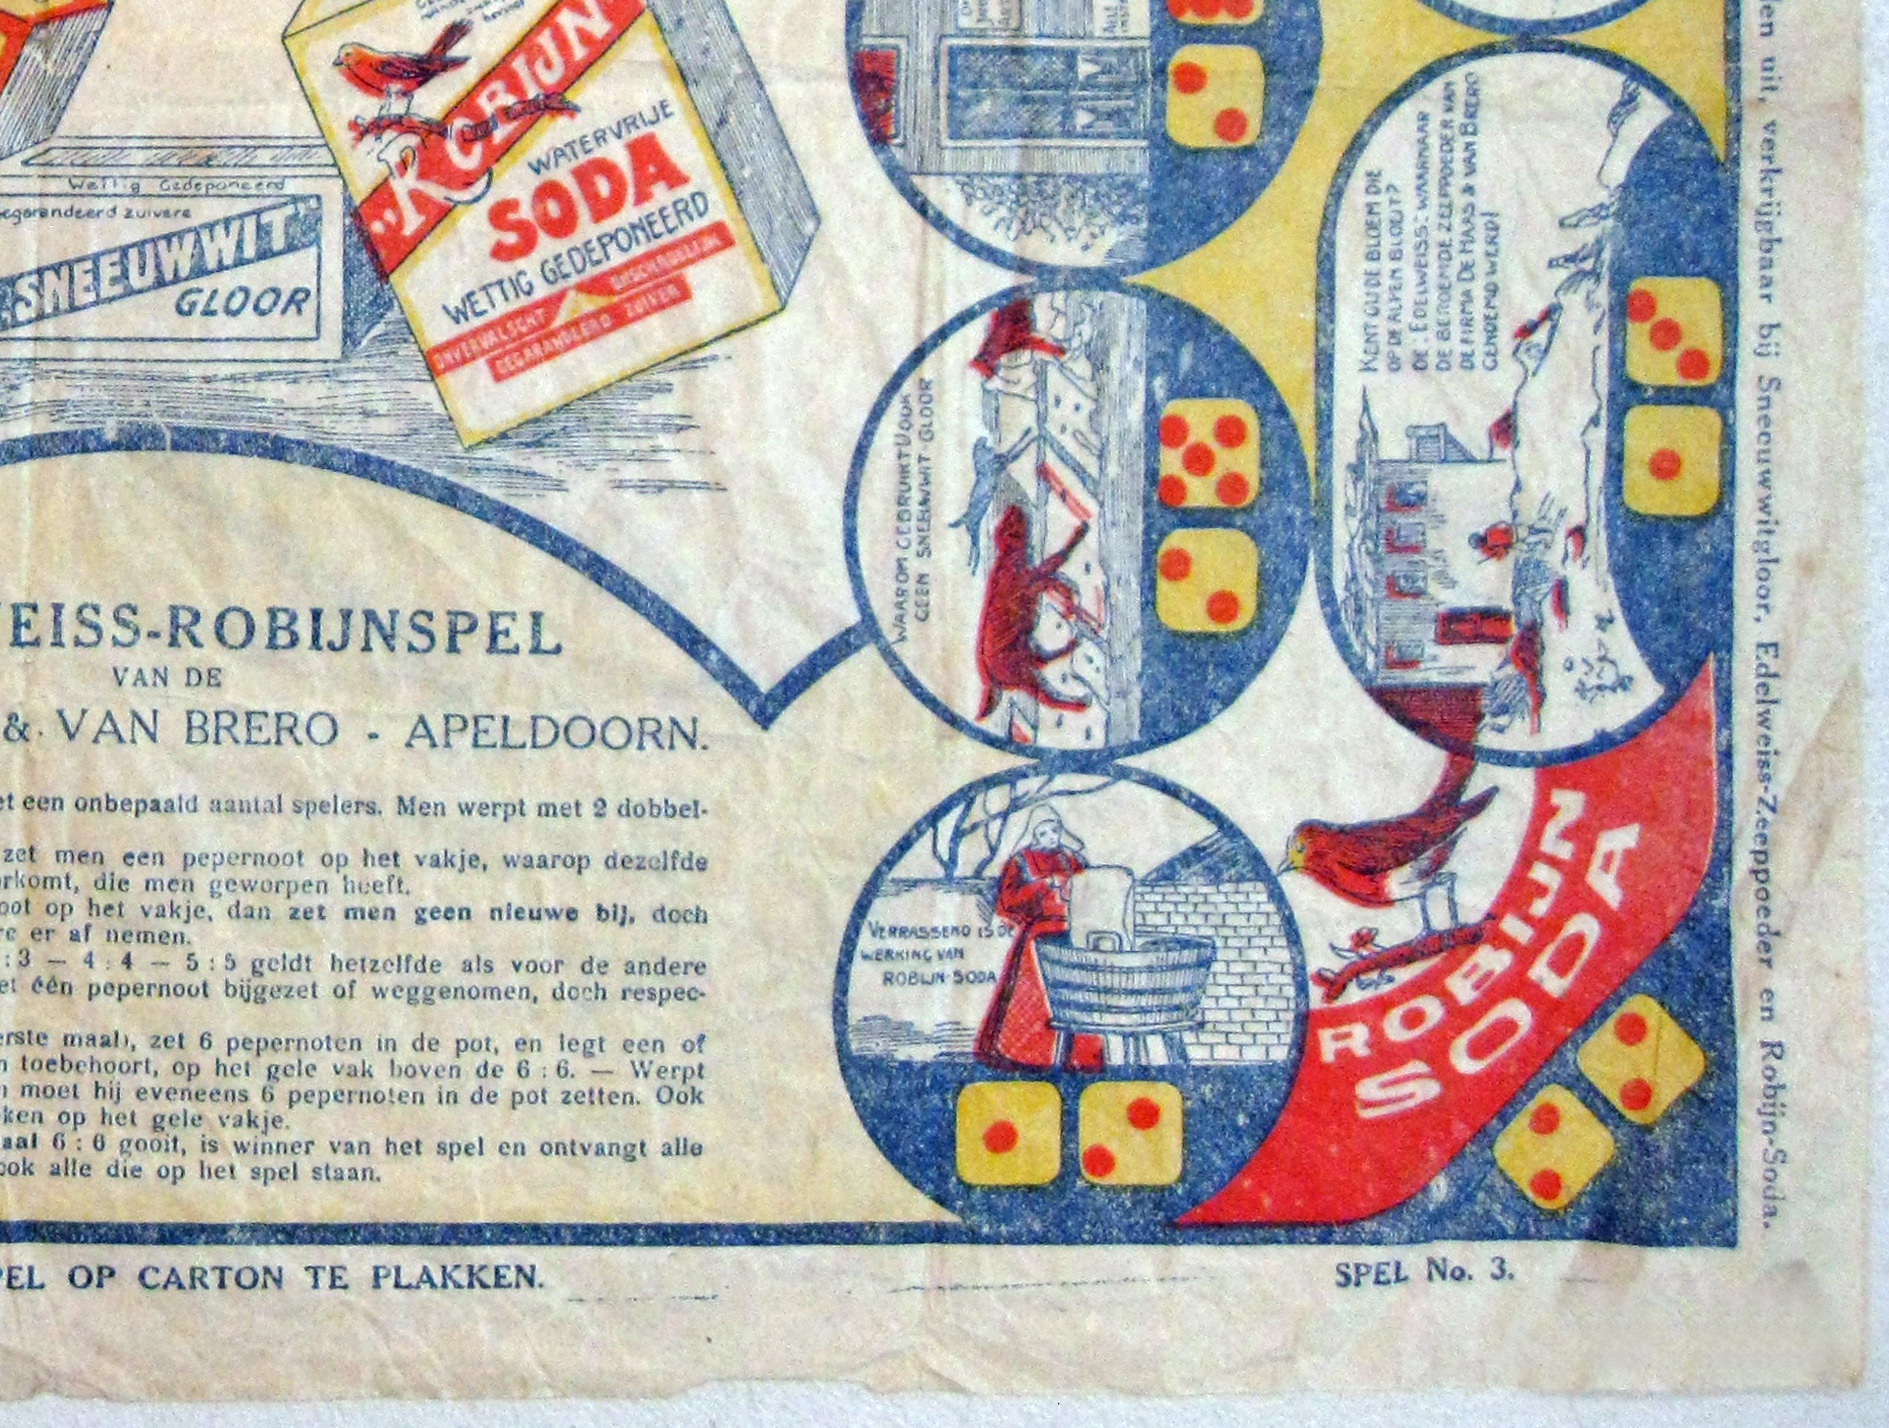 „ROBIJN"
WATERVRIJE
SODA
WETTIG GEDEPONEERD
ONVERVALSCHT ONSCHADELIJK
GEGARANDEERD ZUIVER
Wettig Gedeponeerd
gegarandeerd zuivere
SNEEUWWIT"
GLOOR
KENT GIJ DE BLOEM DIE
OP DE ALPEN BLOEIT?
DE: EDELWEISS: WARNAAR
DE BEROEMDE ZEEPPOEDER VAN
DE FIRMA DE HAAS & VAN BRERO
GENOEMD WERD!
WAAROM GEBRUIKT U OOK
GEEN SNEEUWWIT GLOOR
VERRASSEND IS DE
WERKING VAN
ROBIJN-SODA
ROBIJN
SODA
EISS-ROBIJNSPEL
VAN DE
& VAN BRERO - APELDOORN.
et een onbepaald aantal spelers. Men werpt met 2 dobbel-
zet men een pepernoot op het vakje, waarop dezelfde
rkomt, die men geworpen heeft.
oot op het vakje, dan zet men geen nieuwe bij, doch
re er af nemen.
:3 — 4:4 — 5:5 geldt hetzelfde als voor de andere
et één pepernoot bijgezet of weggenomen, doch respec-
erste maal), zet 6 pepernoten in de pot, en legt een of
n toebehoort, op het gele vak boven de 6:6. — Werpt
n moet hij eveneens 6 pepernoten in de pot zetten. Ook
ken op het gele vakje.
aal 6:6 gooit, is winner van het spel en ontvangt alle
ook alle die op het spel staan.
PEL OP CARTON TE PLAKKEN.
SPEL No. 3.
den uit, verkrijgbaar bij Sneeuwwitgloor, Edelweiss-Zeeppoeder en Robijn-Soda.